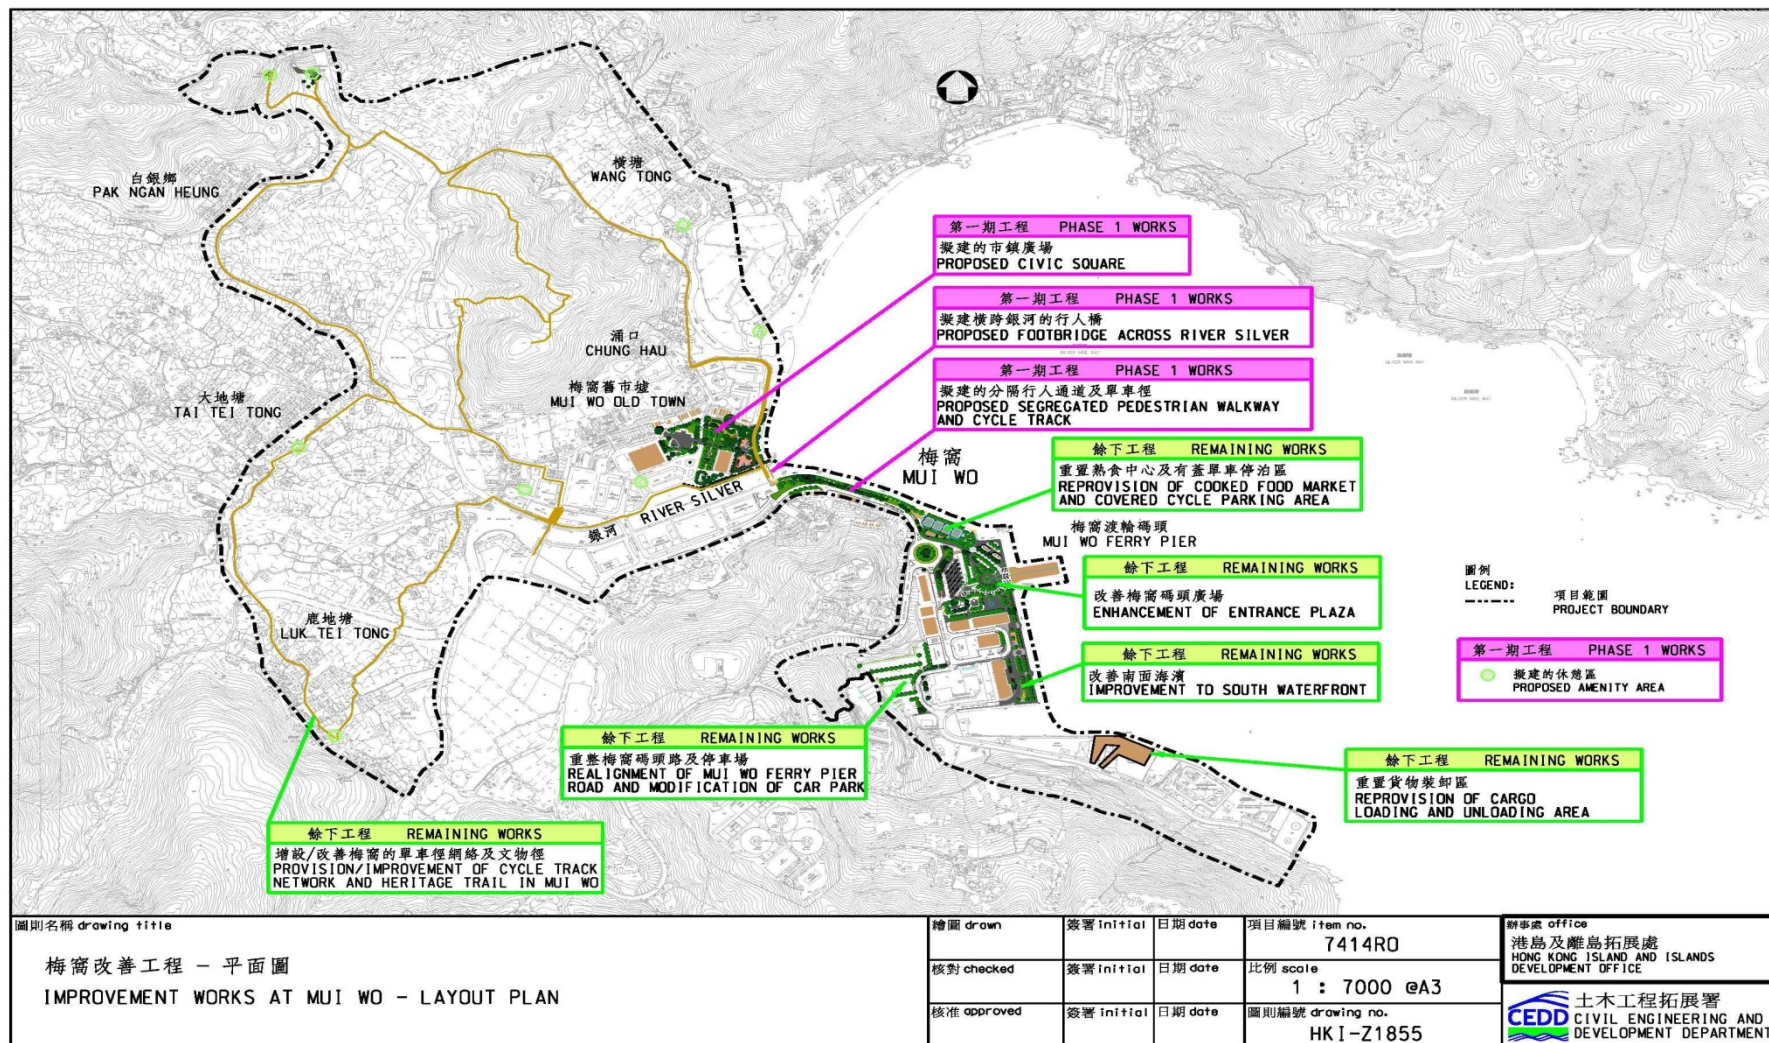 白銀鄉
PAK NGAN HEUNG
橫塘
WANG TONG
第一期工程 PHASE 1 WORKS
擬建的市鎮廣場
PROPOSED CIVIC SQUARE
第一期工程 PHASE 1 WORKS
擬建橫跨銀河的行人橋
PROPOSED FOOTBRIDGE ACROSS RIVER SILVER
涌口
CHUNG HAU
第一期工程 PHASE 1 WORKS
擬建的分隔行人通道及單車徑
PROPOSED SEGREGATED PEDESTRIAN WALKWAY
AND CYCLE TRACK
梅窩舊市墟
MUI WO OLD TOWN
大地塘
TAI TEI TONG
梅窩
MUI WO
餘下工程 REMAINING WORKS
重置熟食中心及有蓋單車停泊區
REPROVISION OF COOKED FOOD MARKET
AND COVERED CYCLE PARKING AREA
銀河 RIVER SILVER
梅窩渡輪碼頭
MUI WO FERRY PIER
餘下工程 REMAINING WORKS
改善梅窩碼頭廣場
ENHANCEMENT OF ENTRANCE PLAZA
圖例
LEGEND:
項目範圍
PROJECT BOUNDARY
鹿地塘
LUK TEI TONG
餘下工程 REMAINING WORKS
改善南面海濱
IMPROVEMENT TO SOUTH WATERFRONT
第一期工程 PHASE 1 WORKS
擬建的休憩區
PROPOSED AMENITY AREA
餘下工程 REMAINING WORKS
重整梅窩碼頭路及停車場
REALIGNMENT OF MUI WO FERRY PIER
ROAD AND MODIFICATION OF CAR PARK
餘下工程 REMAINING WORKS
重置貨物裝卸區
REPROVISION OF CARGO
LOADING AND UNLOADING AREA
餘下工程 REMAINING WORKS
增設/改善梅窩的單車徑網絡及文物徑
PROVISION/IMPROVEMENT OF CYCLE TRACK
NETWORK AND HERITAGE TRAIL IN MUI WO
圖則名稱 drawing title
梅窩改善工程 - 平面圖
IMPROVEMENT WORKS AT MUI WO - LAYOUT PLAN
繪圖 drawn
簽署 initial
日期 date
項目編號 item no.
7414RO
核對 checked
簽署 initial
日期 date
比例 scale
1 : 7000 @A3
核准 approved
簽署 initial
日期 date
圖則編號 drawing no.
HKI-Z1855
辦事處 office
港島及離島拓展處
HONG KONG ISLAND AND ISLANDS
DEVELOPMENT OFFICE
CEDD
土木工程拓展署
CIVIL ENGINEERING AND
DEVELOPMENT DEPARTMENT